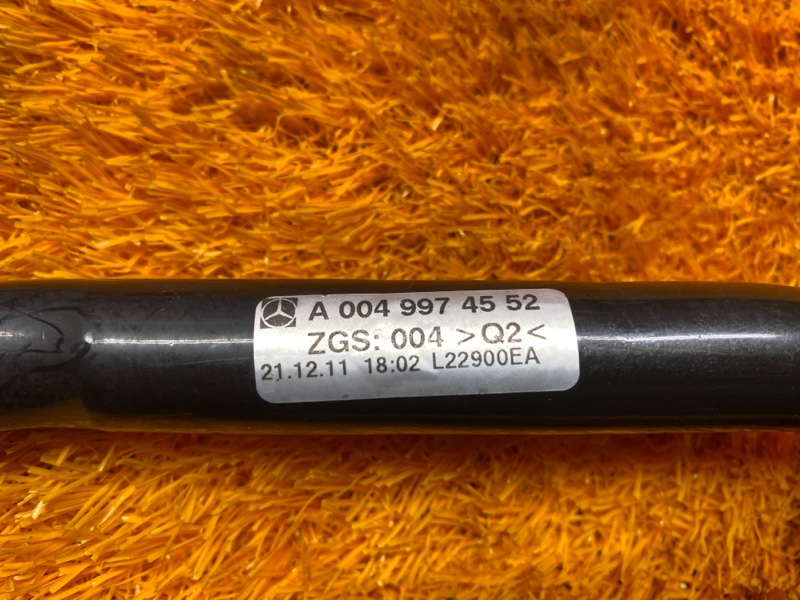 A 004 997 45 52
ZGS: 004 >Q2<
21.12.11 18:02 L22900EA